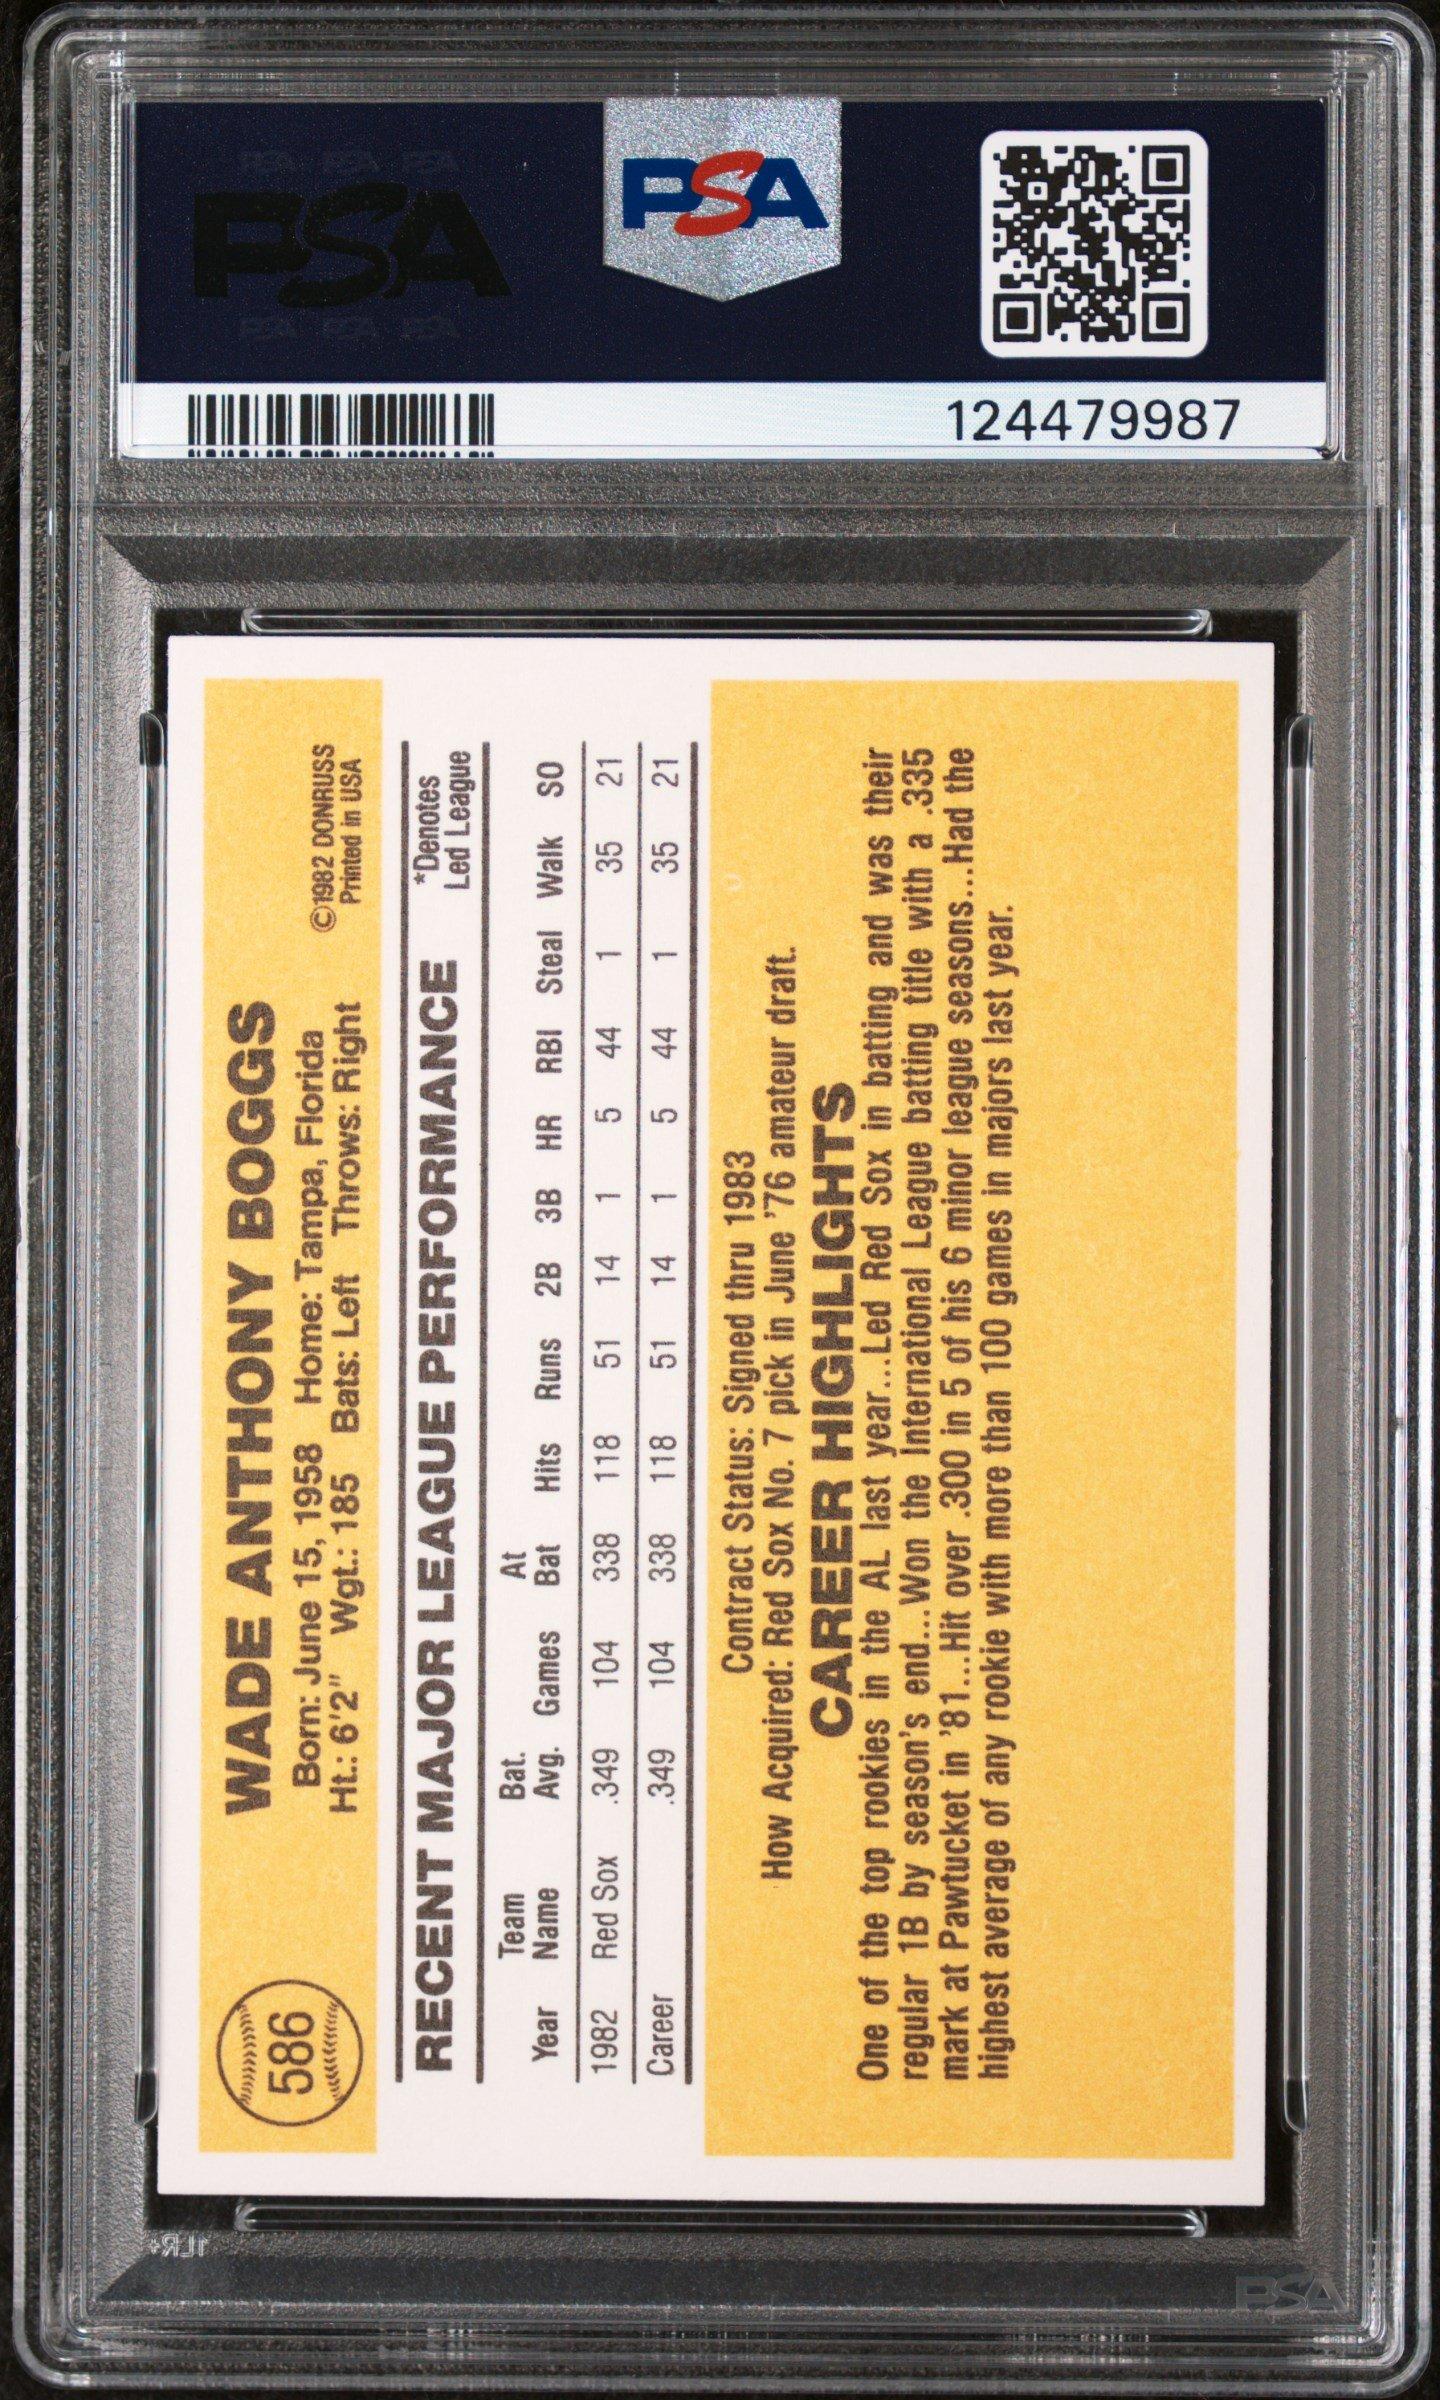 PSA PSA PSA
PSA
PSA PSA PSA
PSA
124479987
586
WADE ANTHONY BOGGS
Born: June 15, 1958 Home: Tampa, Florida ©1982 DONRUSS
Ht.: 6'2" Wgt.: 185 Bats: Left Throws: Right Printed in USA
RECENT MAJOR LEAGUE PERFORMANCE
*Denotes
Led League
Team Bat. At
Year Name Avg. Games Bat Hits Runs 2B 3B HR RBI Steal Walk SO
1982 Red Sox .349 104 338 118 51 14 1 5 44 1 35 21
Career .349 104 338 118 51 14 1 5 44 1 35 21
Contract Status: Signed thru 1983
How Acquired: Red Sox No. 7 pick in June '76 amateur draft.
CAREER HIGHLIGHTS
One of the top rookies in the AL last year...Led Red Sox in batting and was their
regular 1B by season's end...Won the International League batting title with a .335
mark at Pawtucket in '81...Hit over .300 in 5 of his 6 minor league seasons...Had the
highest average of any rookie with more than 100 games in majors last year.
1LR+
PSA